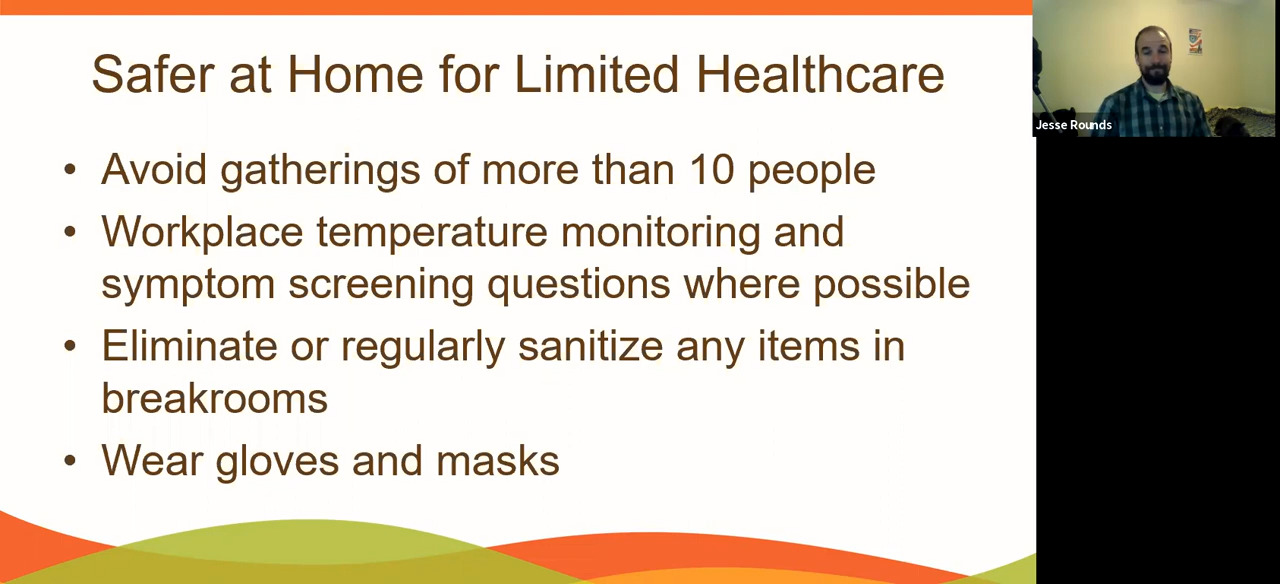 Safer at Home for Limited Healthcare
• Avoid gatherings of more than 10 people
• Workplace temperature monitoring and
symptom screening questions where possible
• Eliminate or regularly sanitize any items in
breakrooms
• Wear gloves and masks
Jesse Rounds